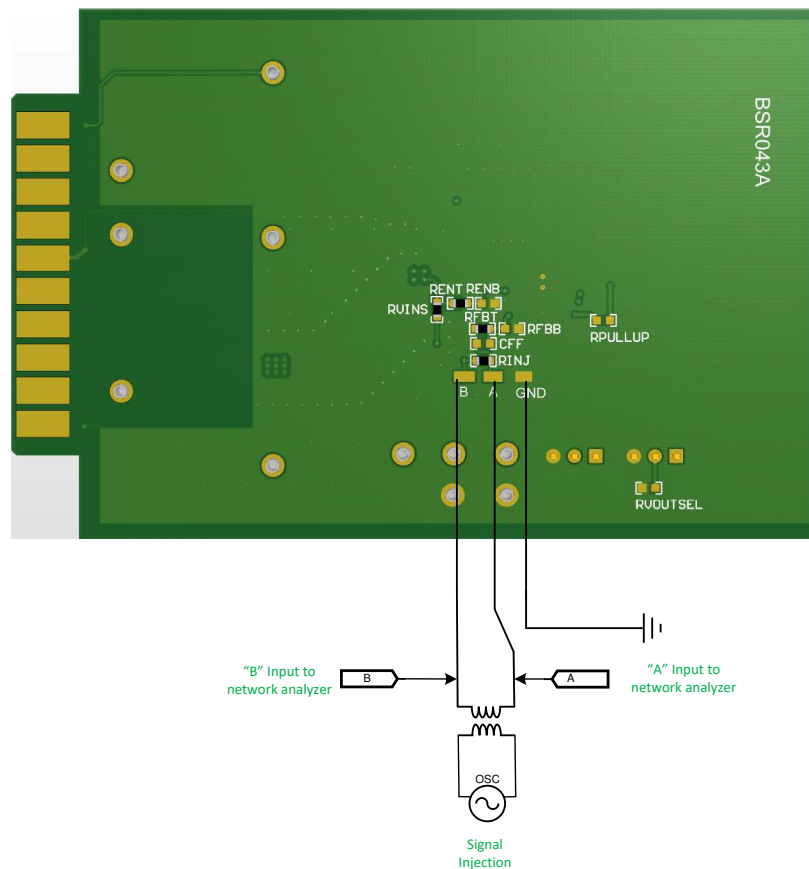 BSR043A
RENT RENB
RVINS
RFBT
RFBB
CFF
RPULLUP
RINJ
B A GND
RVOUTSEL
"B" Input to
network analyzer
B
A
"A" Input to
network analyzer
OSC
Signal
Injection